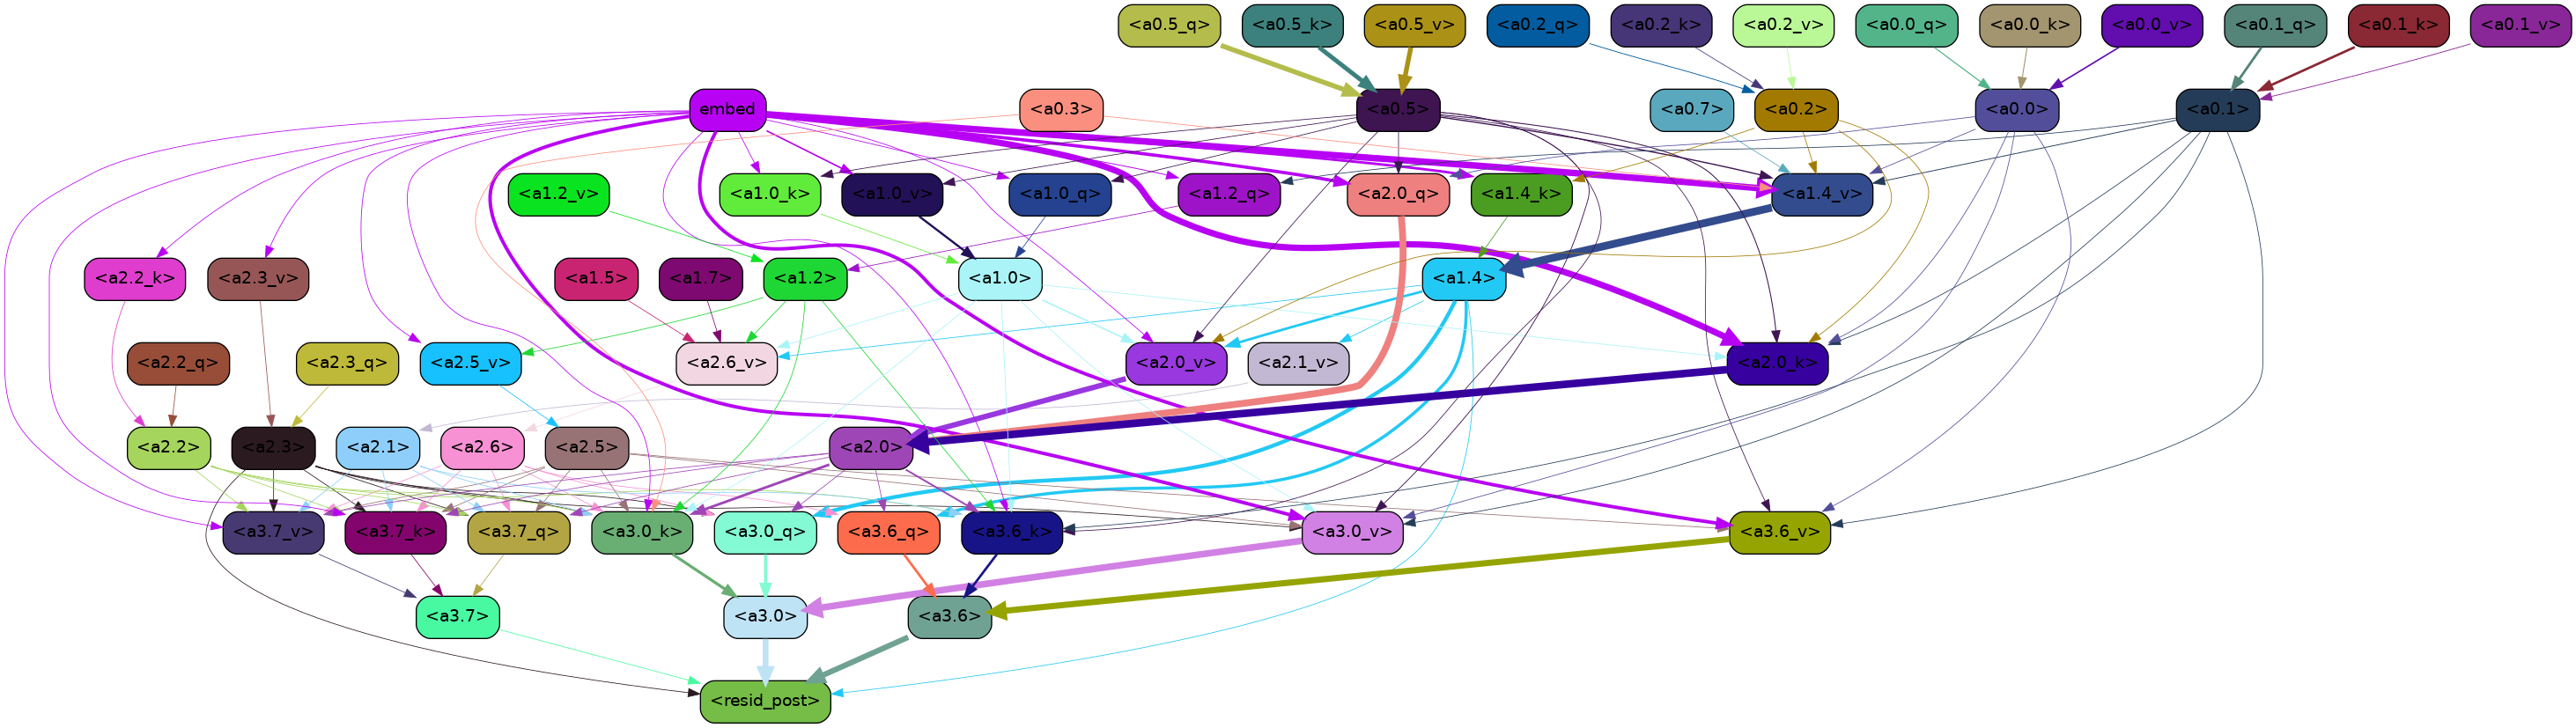 <a0.5_q> <a0.5_k> <a0.5_v> <a0.2_q> <a0.2_k> <a0.2_v> <a0.0_q> <a0.0_k> <a0.0_v> <a0.1_q> <a0.1_k> <a0.1_v>
embed <a0.3> <a0.5> <a0.7> <a0.2> <a0.0> <a0.1>
<a1.2_v> <a1.0_k> <a1.0_v> <a1.0_q> <a1.2_q> <a2.0_q> <a1.4_k> <a1.4_v>
<a2.2_k> <a2.3_v> <a1.5> <a1.7> <a1.2> <a1.0> <a1.4>
<a2.2_q> <a2.3_q> <a2.5_v> <a2.6_v> <a2.0_v> <a2.1_v> <a2.0_k>
<a2.2> <a2.3> <a2.1> <a2.6> <a2.5> <a2.0>
<a3.7_v> <a3.7_k> <a3.7_q> <a3.0_k> <a3.0_q> <a3.6_q> <a3.6_k> <a3.0_v> <a3.6_v>
<a3.7> <a3.0> <a3.6>
<resid_post>